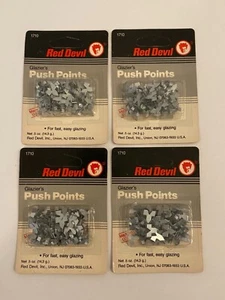 1710
Red Devil
Glazier's
Push Points
• For fast, easy glazing
Net .5 oz. (14.3 g.)
Red Devil, Inc., Union, NJ 07083-1933 U.S.A.
1710
Red Devil
Glazier's
Push Points
• For fast, easy glazing
Net .5 oz. (14.3 g.)
Red Devil, Inc., Union, NJ 07083-1933 U.S.A.
1710
Red Devil
Glazier's
Push Points
• For fast, easy glazing
Net .5 oz. (14.3 g.)
Red Devil, Inc., Union, NJ 07083-1933 U.S.A.
1710
Red Devil
Glazier's
Push Points
• For fast, easy glazing
Net .5 oz. (14.3 g.)
Red Devil, Inc., Union, NJ 07083-1933 U.S.A.